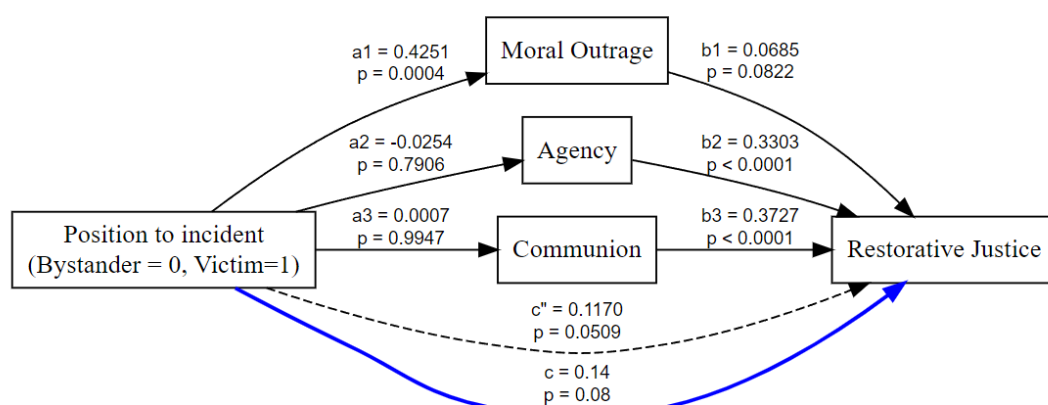 a1 = 0.4251
p = 0.0004
Moral Outrage
b1 = 0.0685
p = 0.0822
a2 = -0.0254
p = 0.7906
Agency
b2 = 0.3303
p < 0.0001
a3 = 0.0007
p = 0.9947
b3 = 0.3727
p < 0.0001
Position to incident
(Bystander = 0, Victim=1)
Communion
Restorative Justice
c" = 0.1170
p = 0.0509
c = 0.14
p = 0.08